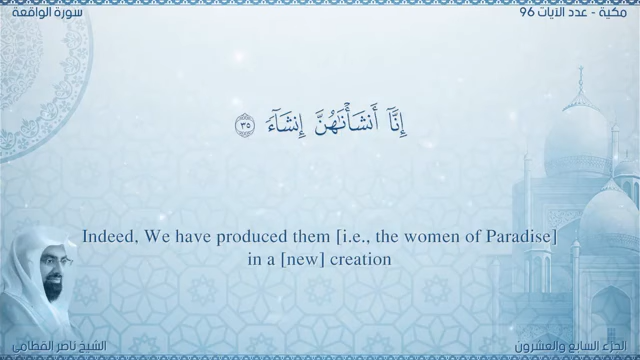 مكية - عدد الآيات 96
سورة الواقعة
إِنَّآ أَنشَأْنَٰهُنَّ إِنشَآءً ٣٥
Indeed, We have produced them [i.e., the women of Paradise]
in a [new] creation
الجزء السابع والعشرون
الشيخ ناصر القطامي